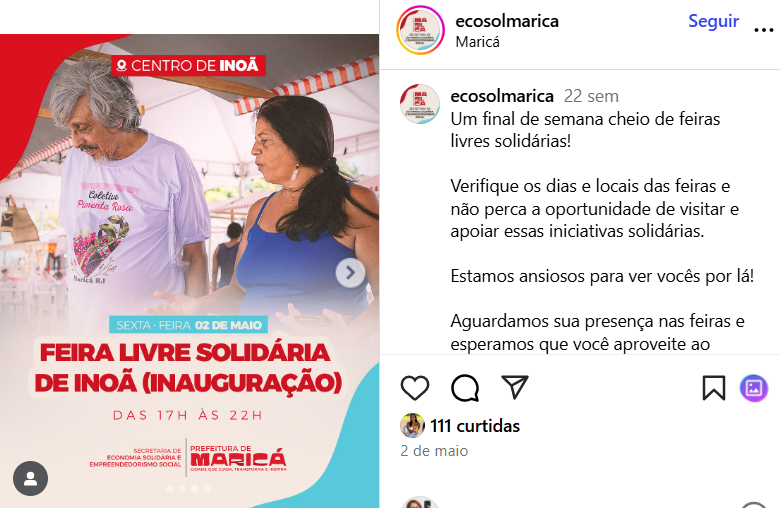 CENTRO DE INOÃ
Coletivo
Pimenta Rosa
Maricá RJ
SEXTA - FEIRA 02 DE MAIO
FEIRA LIVRE SOLIDÁRIA
DE INOÃ (INAUGURAÇÃO)
DAS 17H ÀS 22H
SECRETARIA DE
ECONOMIA SOLIDÁRIA E
EMPREENDEDORISMO SOCIAL
PREFEITURA DE
MARICÁ
CIDADE QUE CUIDA, TRANSFORMA E INSPIRA
ecosolmarica
Seguir
Maricá
ecosolmarica 22 sem
Um final de semana cheio de feiras
livres solidárias!
Verifique os dias e locais das feiras e
não perca a oportunidade de visitar e
apoiar essas iniciativas solidárias.
Estamos ansiosos para ver vocês por lá!
Aguardamos sua presença nas feiras e
esperamos que você aproveite ao
111 curtidas
2 de maio